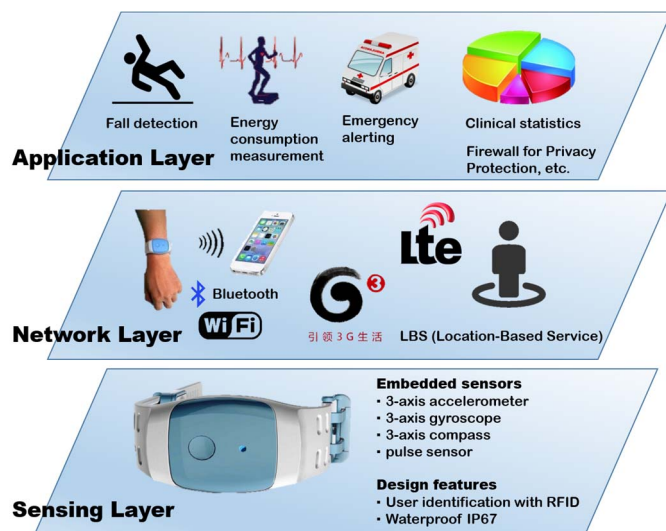 Fall detection
Energy
consumption
measurement
Emergency
alerting
Clinical statistics
Firewall for Privacy
Protection, etc.
Application Layer
Bluetooth
WiFi
3
引领3G生活
Lte
LBS (Location-Based Service)
Network Layer
Embedded sensors
· 3-axis accelerometer
· 3-axis gyroscope
· 3-axis compass
· pulse sensor
Design features
· User identification with RFID
· Waterproof IP67
Sensing Layer